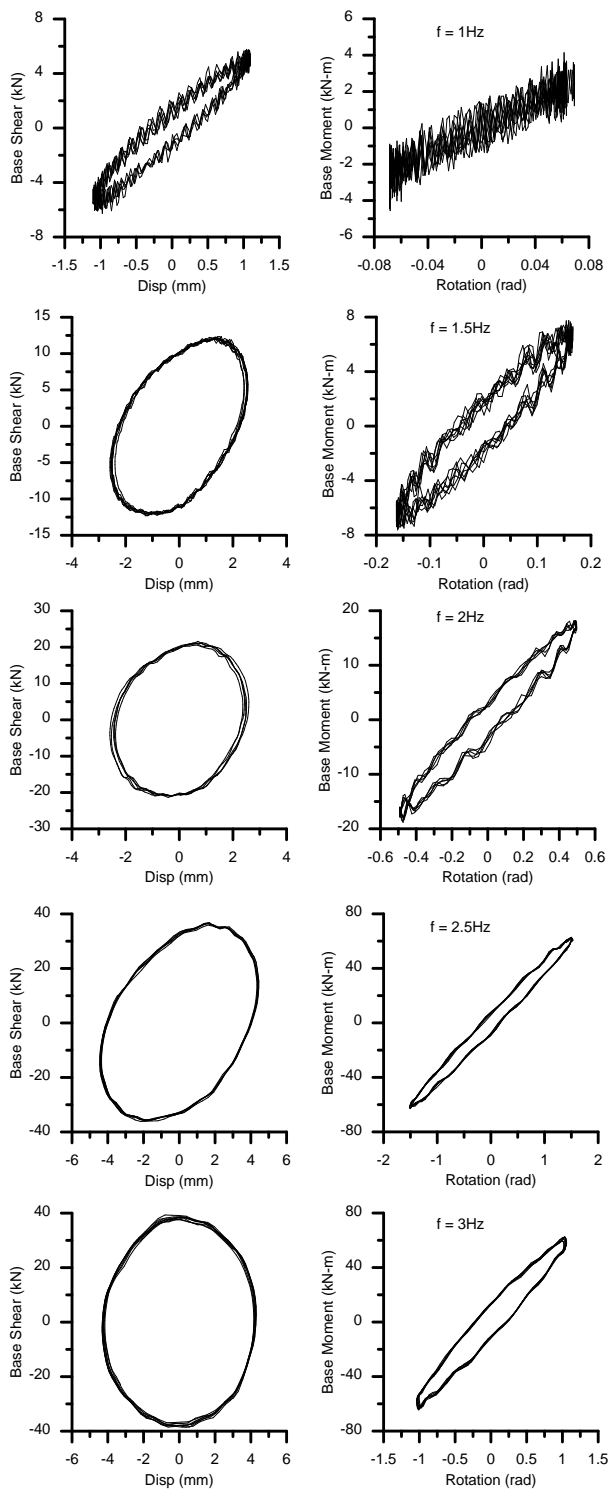 8
4
0
-4
-8
Base Shear (kN)
-1.5 -1 -0.5 0 0.5 1 1.5
Disp (mm)
f = 1Hz
6
4
2
0
-2
4
6
Base Moment (kN-m)
-0.08 -0.04 0 0.04 0.08
Rotation (rad)
15
10
5
0
-5
-10
-15
Base Shear (kN)
-4 -2 0 2 4
Disp (mm)
f = 1.5Hz
8
4
0
-4
-8
Base Moment (kN-m)
-0.2 -0.1 0 0.1 0.2
Rotation (rad)
30
20
10
0
-10
-20
-30
Base Shear (kN)
-4 -2 0 2 4
Disp (mm)
f = 2Hz
20
10
0
-10
-20
Base Moment (kN-m)
-0.6 -0.4 -0.2 0 0.2 0.4 0.6
Rotation (rad)
40
20
0
-20
-40
Base Shear (kN)
-6 -4 -2 0 2 4 6
Disp (mm)
f = 2.5Hz
80
40
0
-40
-80
Base Moment (kN-m)
-2 -1 0 1 2
Rotation (rad)
40
20
0
-20
-40
Base Shear (kN)
-6 -4 -2 0 2 4 6
Disp (mm)
f = 3Hz
80
40
0
-40
-80
Base Moment (kN-m)
-1.5 -1 -0.5 0 0.5 1 1.5
Rotation (rad)